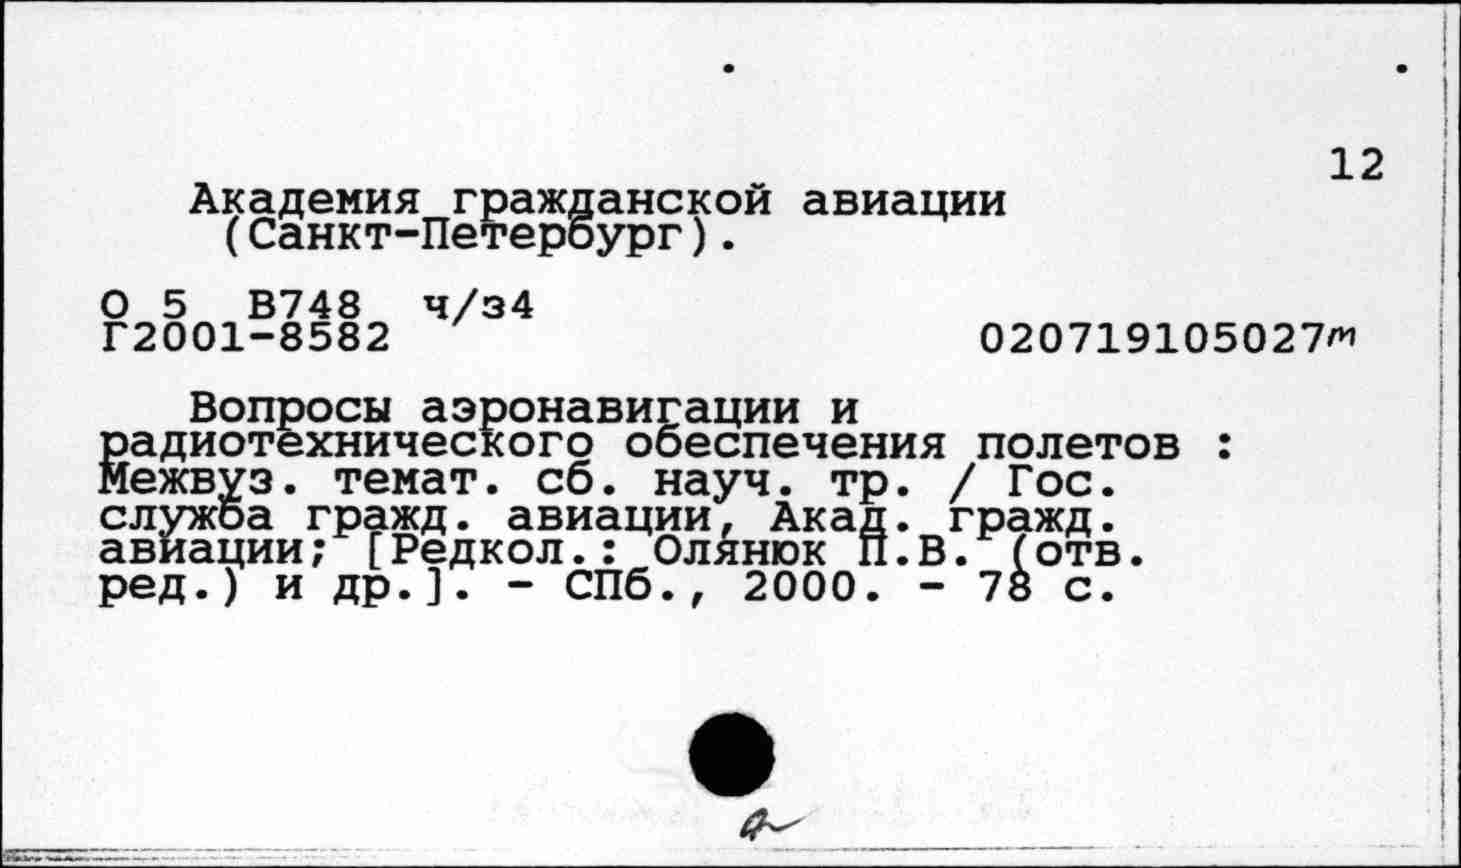 12
Академия гражданской авиации
(Санкт-Петербург).
О 5 В748 ч/з4
Г2001-8582 020719105027m
Вопросы аэронавигации и
радиотехнического обеспечения полетов :
Межвуз. темат. сб. науч. тр. / Гос.
служба гражд. авиации, Акад. гражд.
авиации; [Редкол.: Олянюк П.В. (отв.
ред.) и др.]. - СПб., 2000. - 78 с.